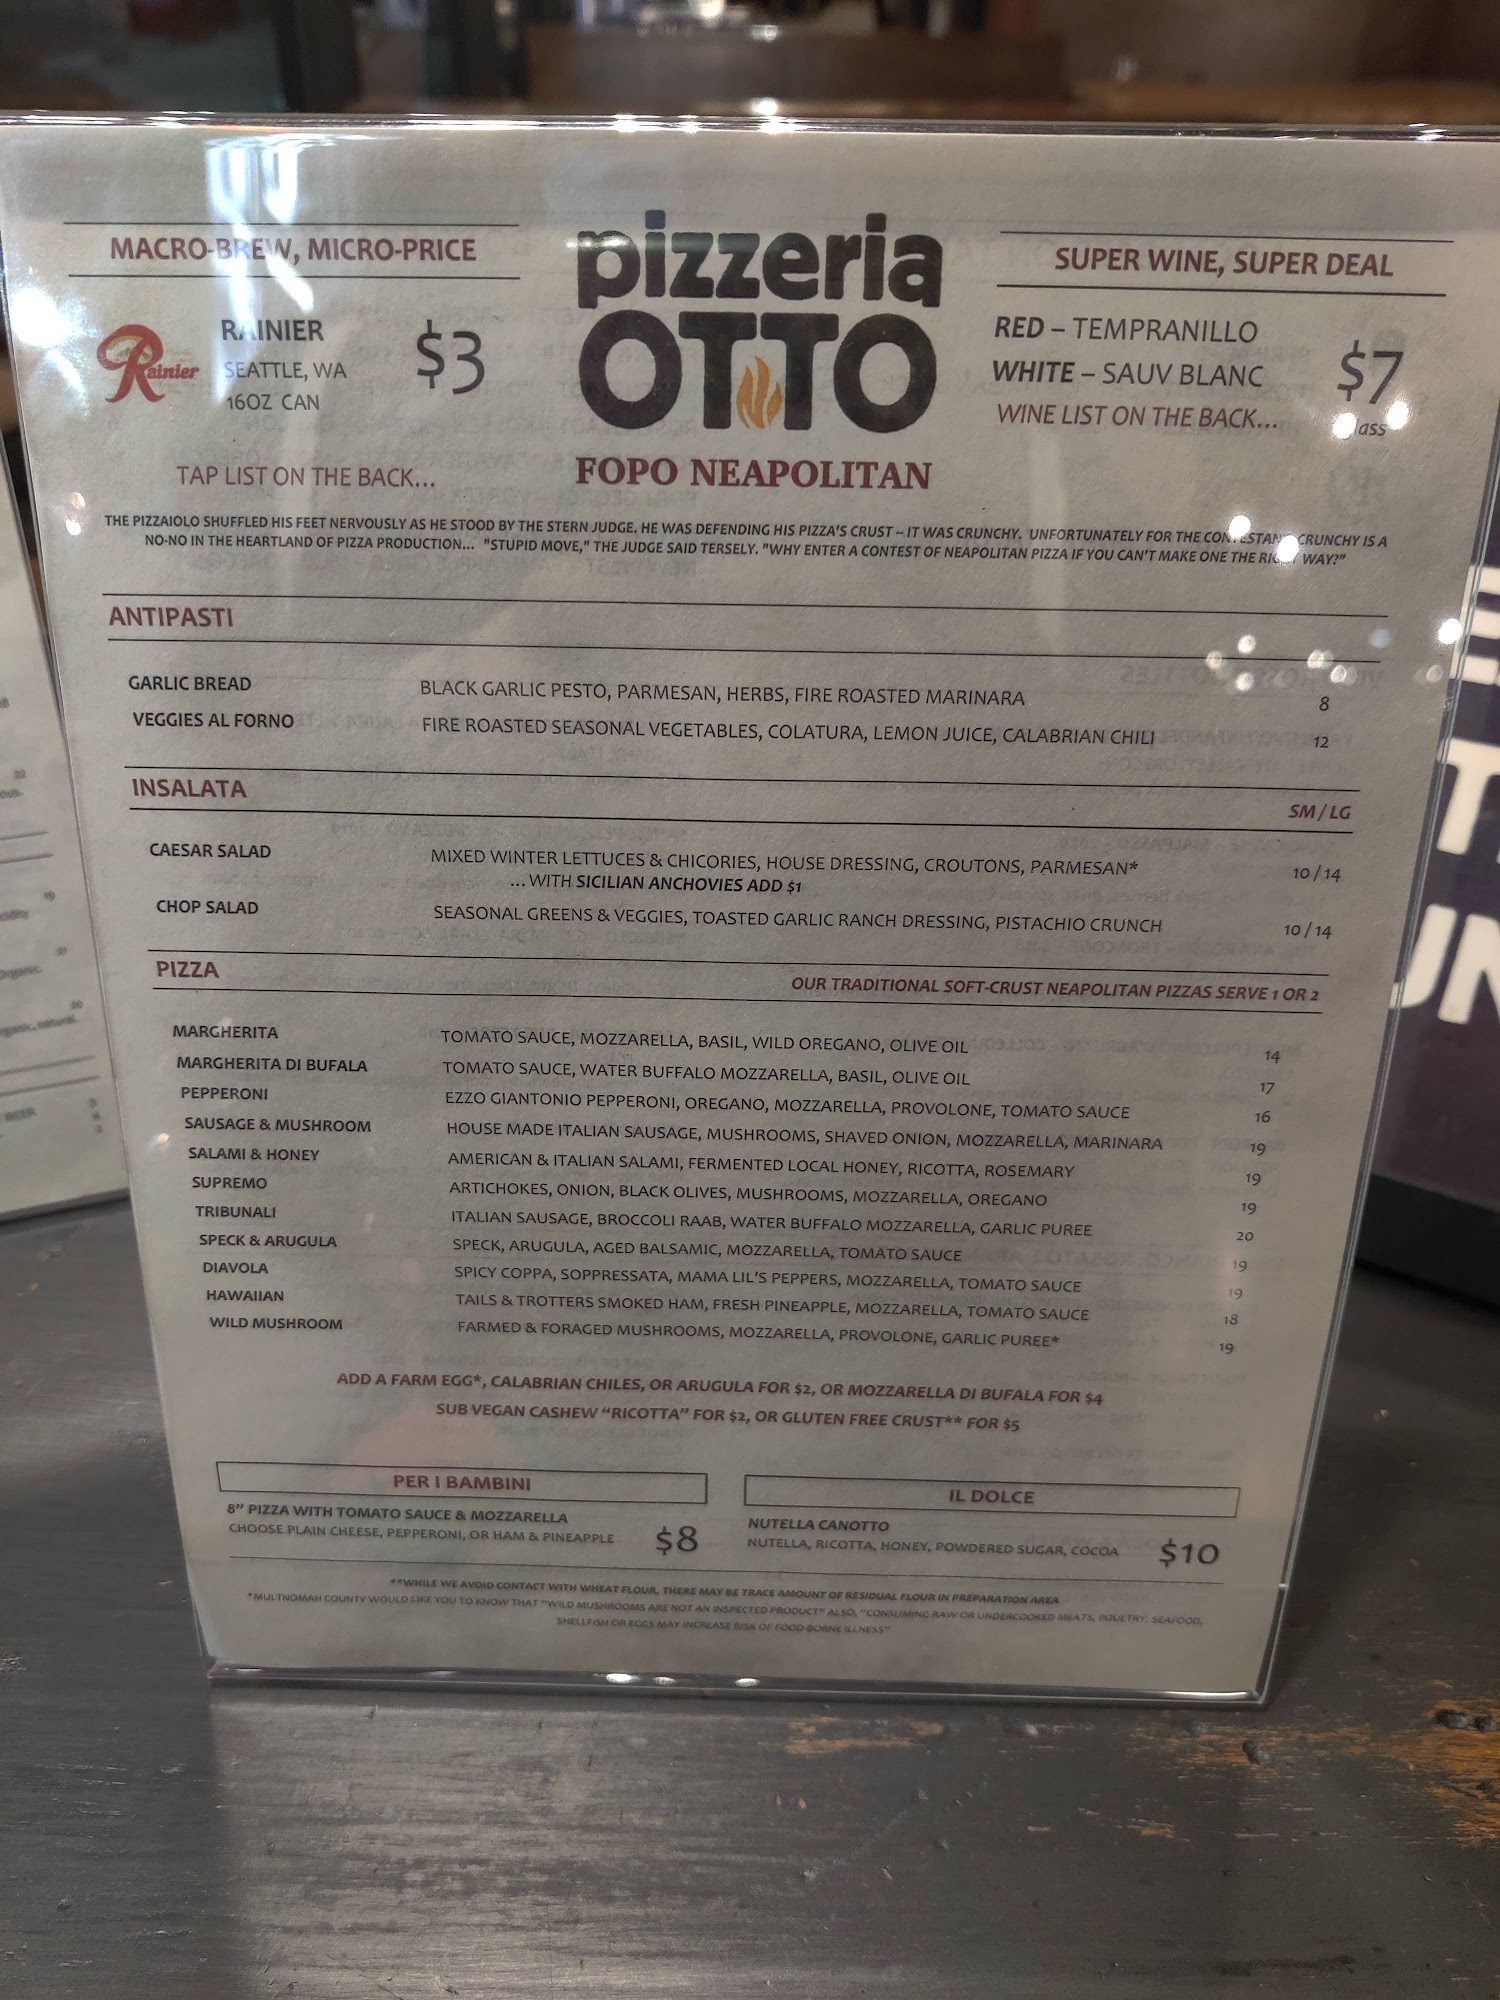 MACRO-BREW, MICRO-PRICE
Rainier
RAINIER
SEATTLE, WA
16OZ CAN
$3
TAP LIST ON THE BACK...
pizzeria
OTTO
FOPO NEAPOLITAN
SUPER WINE, SUPER DEAL
RED – TEMPRANILLO
WHITE – SAUV BLANC
$7
WINE LIST ON THE BACK...
THE PIZZAIOLO SHUFFLED HIS FEET NERVOUSLY AS HE STOOD BY THE STERN JUDGE. HE WAS DEFENDING HIS PIZZA'S CRUST – IT WAS CRUNCHY. UNFORTUNATELY FOR THE CONTESTANT CRUNCHY IS A
NO-NO IN THE HEARTLAND OF PIZZA PRODUCTION... "STUPID MOVE," THE JUDGE SAID TERSELY. "WHY ENTER A CONTEST OF NEAPOLITAN PIZZA IF YOU CAN'T MAKE ONE THE RIGHT WAY?"
ANTIPASTI
GARLIC BREAD BLACK GARLIC PESTO, PARMESAN, HERBS, FIRE ROASTED MARINARA 8
VEGGIES AL FORNO FIRE ROASTED SEASONAL VEGETABLES, COLATURA, LEMON JUICE, CALABRIAN CHILI 12
INSALATA SM / LG
CAESAR SALAD MIXED WINTER LETTUCES & CHICORIES, HOUSE DRESSING, CROUTONS, PARMESAN* 10 / 14
...WITH SICILIAN ANCHOVIES ADD $1
CHOP SALAD SEASONAL GREENS & VEGGIES, TOASTED GARLIC RANCH DRESSING, PISTACHIO CRUNCH 10 / 14
PIZZA OUR TRADITIONAL SOFT-CRUST NEAPOLITAN PIZZAS SERVE 1 OR 2
MARGHERITA TOMATO SAUCE, MOZZARELLA, BASIL, WILD OREGANO, OLIVE OIL 14
MARGHERITA DI BUFALA TOMATO SAUCE, WATER BUFFALO MOZZARELLA, BASIL, OLIVE OIL 17
PEPPERONI EZZO GIANTONIO PEPPERONI, OREGANO, MOZZARELLA, PROVOLONE, TOMATO SAUCE 16
SAUSAGE & MUSHROOM HOUSE MADE ITALIAN SAUSAGE, MUSHROOMS, SHAVED ONION, MOZZARELLA, MARINARA 19
SALAMI & HONEY AMERICAN & ITALIAN SALAMI, FERMENTED LOCAL HONEY, RICOTTA, ROSEMARY 19
SUPREMO ARTICHOKES, ONION, BLACK OLIVES, MUSHROOMS, MOZZARELLA, OREGANO 19
TRIBUNALI ITALIAN SAUSAGE, BROCCOLI RAAB, WATER BUFFALO MOZZARELLA, GARLIC PUREE 20
SPECK & ARUGULA SPECK, ARUGULA, AGED BALSAMIC, MOZZARELLA, TOMATO SAUCE 19
DIAVOLA SPICY COPPA, SOPPRESSATA, MAMA LIL'S PEPPERS, MOZZARELLA, TOMATO SAUCE 19
HAWAIIAN TAILS & TROTTERS SMOKED HAM, FRESH PINEAPPLE, MOZZARELLA, TOMATO SAUCE 18
WILD MUSHROOM FARMED & FORAGED MUSHROOMS, MOZZARELLA, PROVOLONE, GARLIC PUREE* 19
ADD A FARM EGG*, CALABRIAN CHILES, OR ARUGULA FOR $2, OR MOZZARELLA DI BUFALA FOR $4
SUB VEGAN CASHEW "RICOTTA" FOR $2, OR GLUTEN FREE CRUST** FOR $5
PER I BAMBINI
8" PIZZA WITH TOMATO SAUCE & MOZZARELLA
CHOOSE PLAIN CHEESE, PEPPERONI, OR HAM & PINEAPPLE $8
IL DOLCE
NUTELLA CANOTTO
NUTELLA, RICOTTA, HONEY, POWDERED SUGAR, COCOA $10
**WHILE WE AVOID CONTACT WITH WHEAT FLOUR, THERE MAY BE TRACE AMOUNT OF RESIDUAL FLOUR IN PREPARATION AREA
*MULTNOMAH COUNTY WOULD LIKE YOU TO KNOW THAT "WILD MUSHROOMS ARE NOT AN INSPECTED PRODUCT" ALSO, "CONSUMING RAW OR UNDERCOOKED MEATS, POULTRY, SEAFOOD,
SHELLFISH OR EGGS MAY INCREASE RISK OF FOOD BORNE ILLNESS"